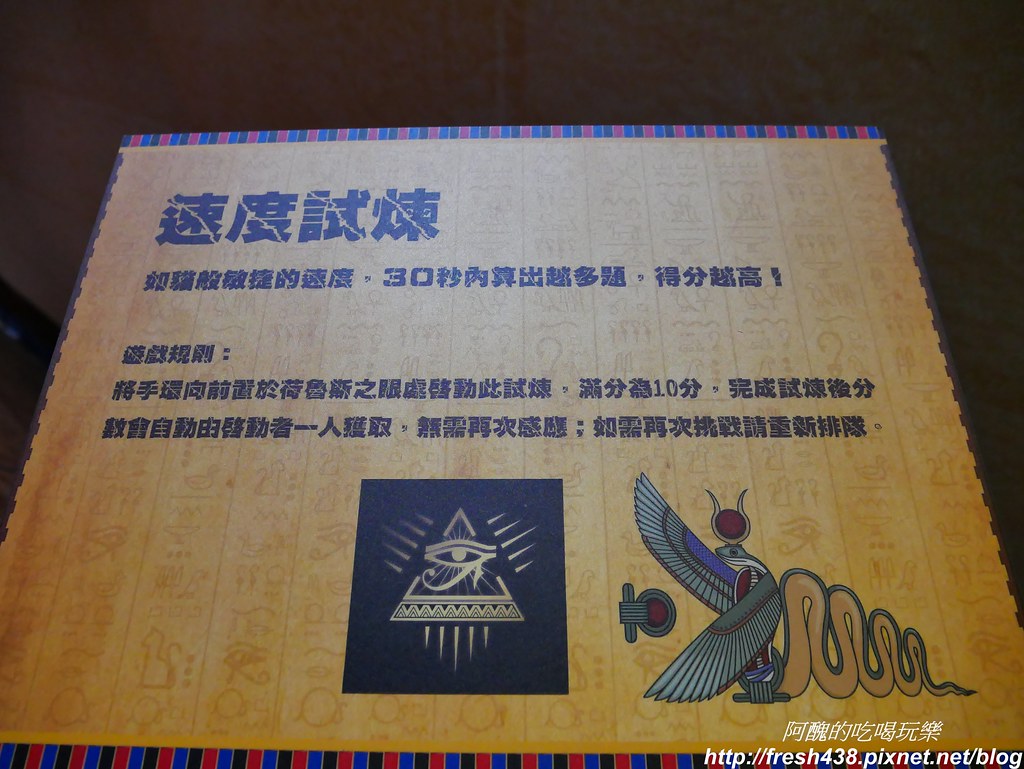 速度試煉
如貓般敏捷的速度，30秒內算出越多題，得分越高！
遊戲規則：
將手環向前置於荷魯斯之眼處啓動此試煉，滿分為10分，完成試煉後分
數會自動由啓動者一人獲取，無需再次感應；如需再次挑戰請重新排隊。
阿醜的吃喝玩樂
http://fresh438.pixnet.net/blog